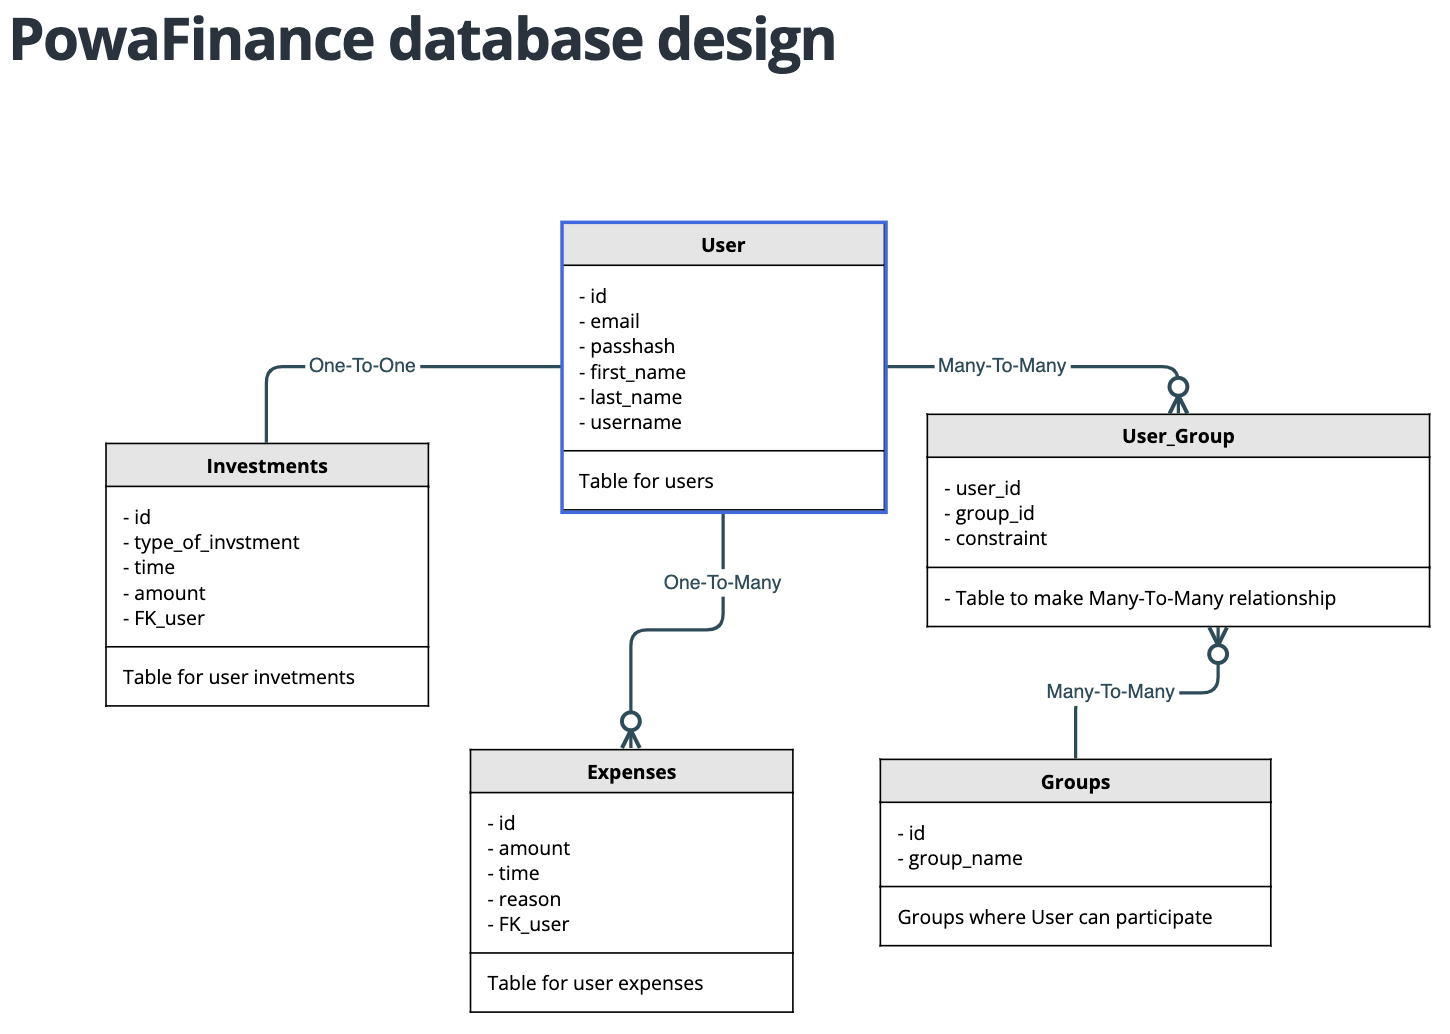 PowaFinance database design
User
- id
- email
- passhash
- first_name
- last_name
- username
Table for users
One-To-One
Many-To-Many
One-To-Many
Investments
- id
- type_of_invstment
- time
- amount
- FK_user
Table for user invetments
User_Group
- user_id
- group_id
- constraint
- Table to make Many-To-Many relationship
Many-To-Many
Expenses
- id
- amount
- time
- reason
- FK_user
Table for user expenses
Groups
- id
- group_name
Groups where User can participate